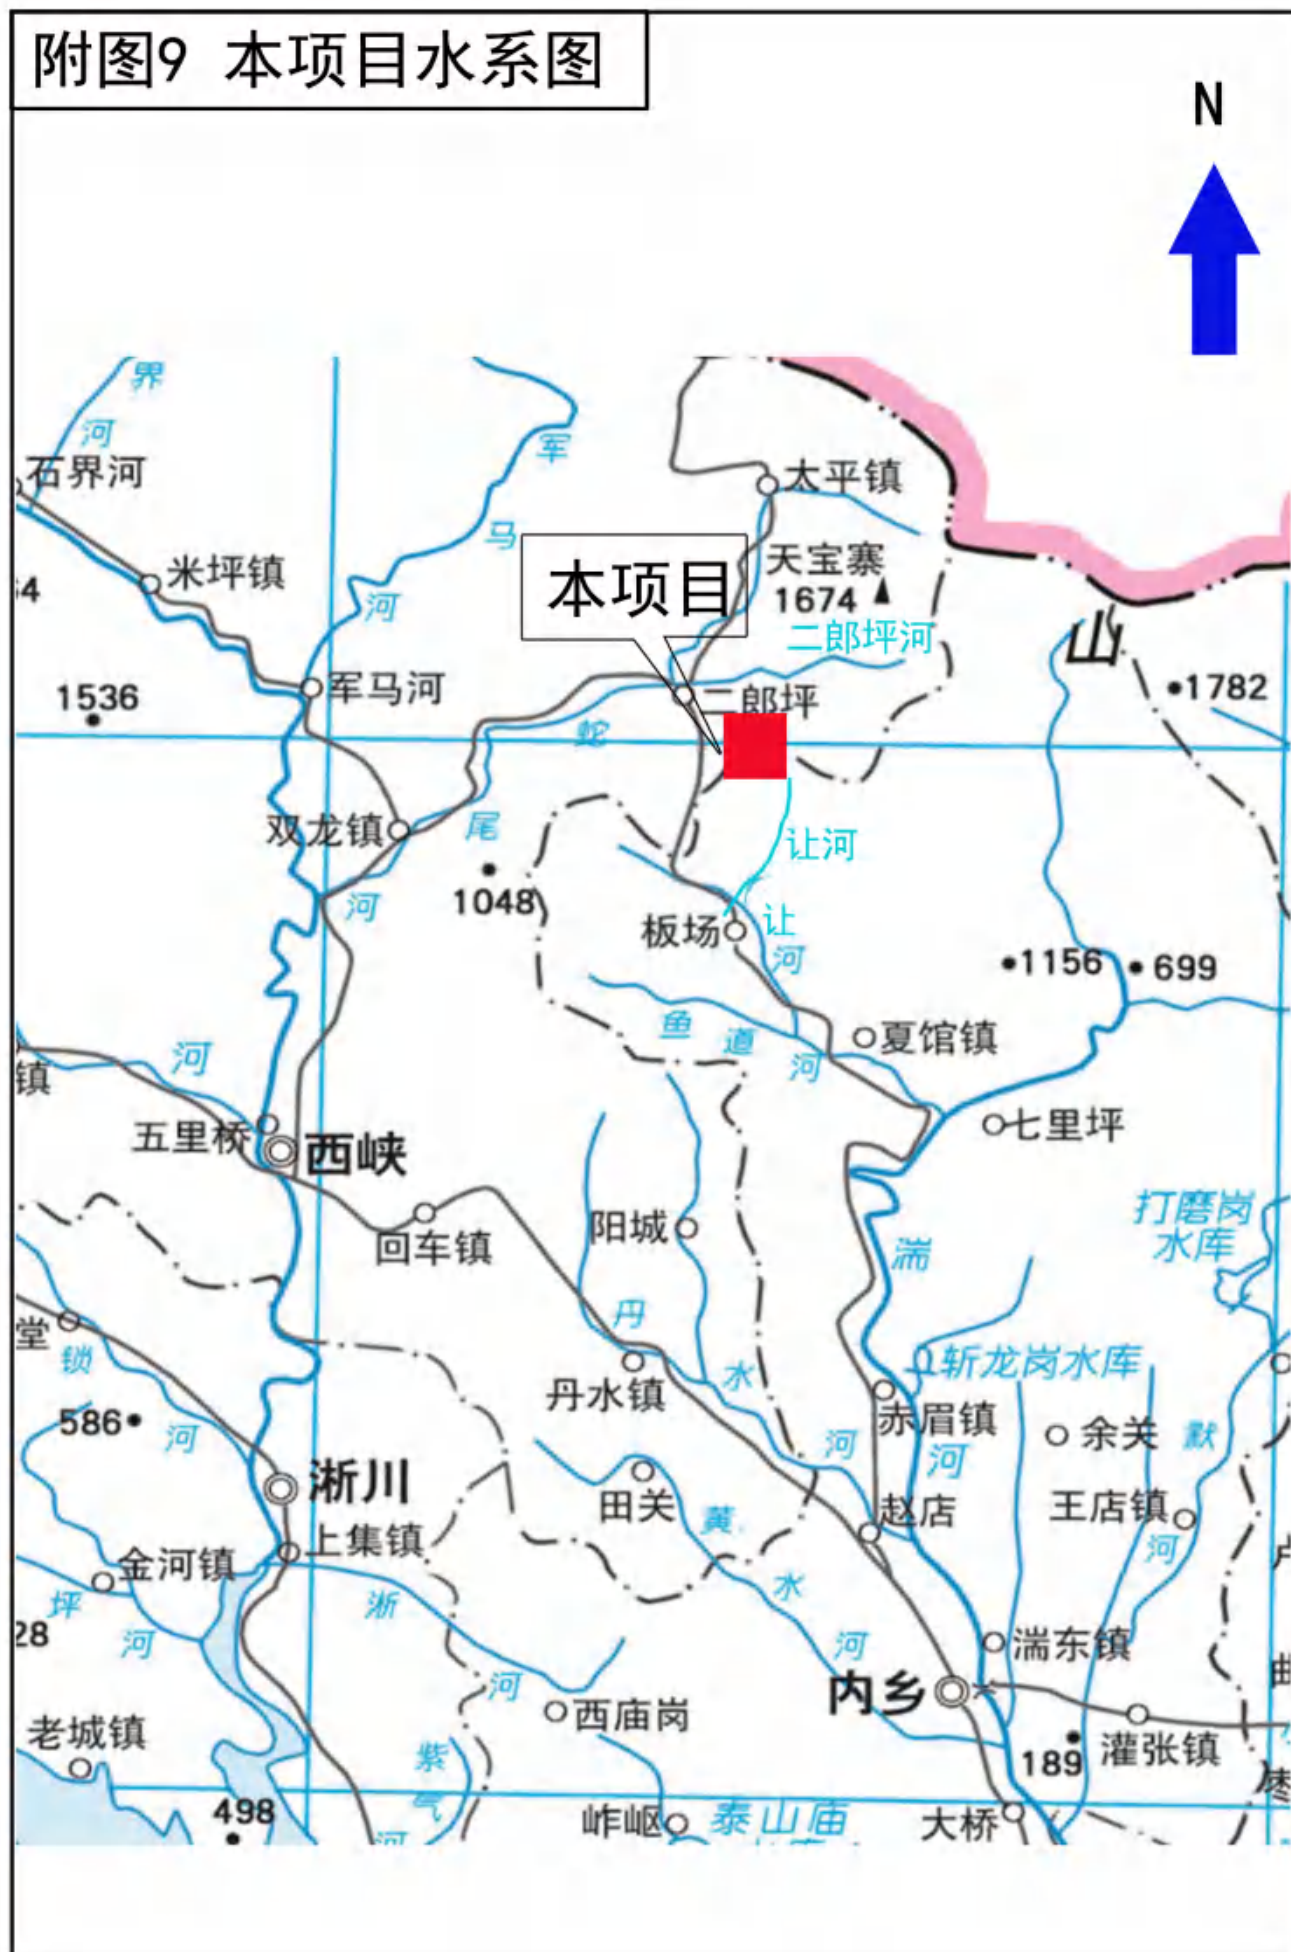 附图9 本项目水系图
N
界
河
军
石界河
太平镇
马
天宝寨
本项目
米坪镇
1674
河
二郎坪河
山
军马河
1782
1536
二郎坪
蛇
双龙镇
尾
让河
1048
河
板场
让
河
1156
699
鱼
道
夏馆镇
河
河
镇
五里桥
西峡
七里坪
打磨岗
水库
阳城
回车镇
湍
丹
堂
锁
水
斩龙岗水库
丹水镇
586
河
赤眉镇
余关
默
河
河
淅川
田关
黄
赵店
王店镇
上集镇
河
金河镇
水
坪
淅
28
河
河
湍东镇
河
内乡
西庙岗
老城镇
紫
189
灌张镇
气
498
岞岖
泰山庙
大桥
河